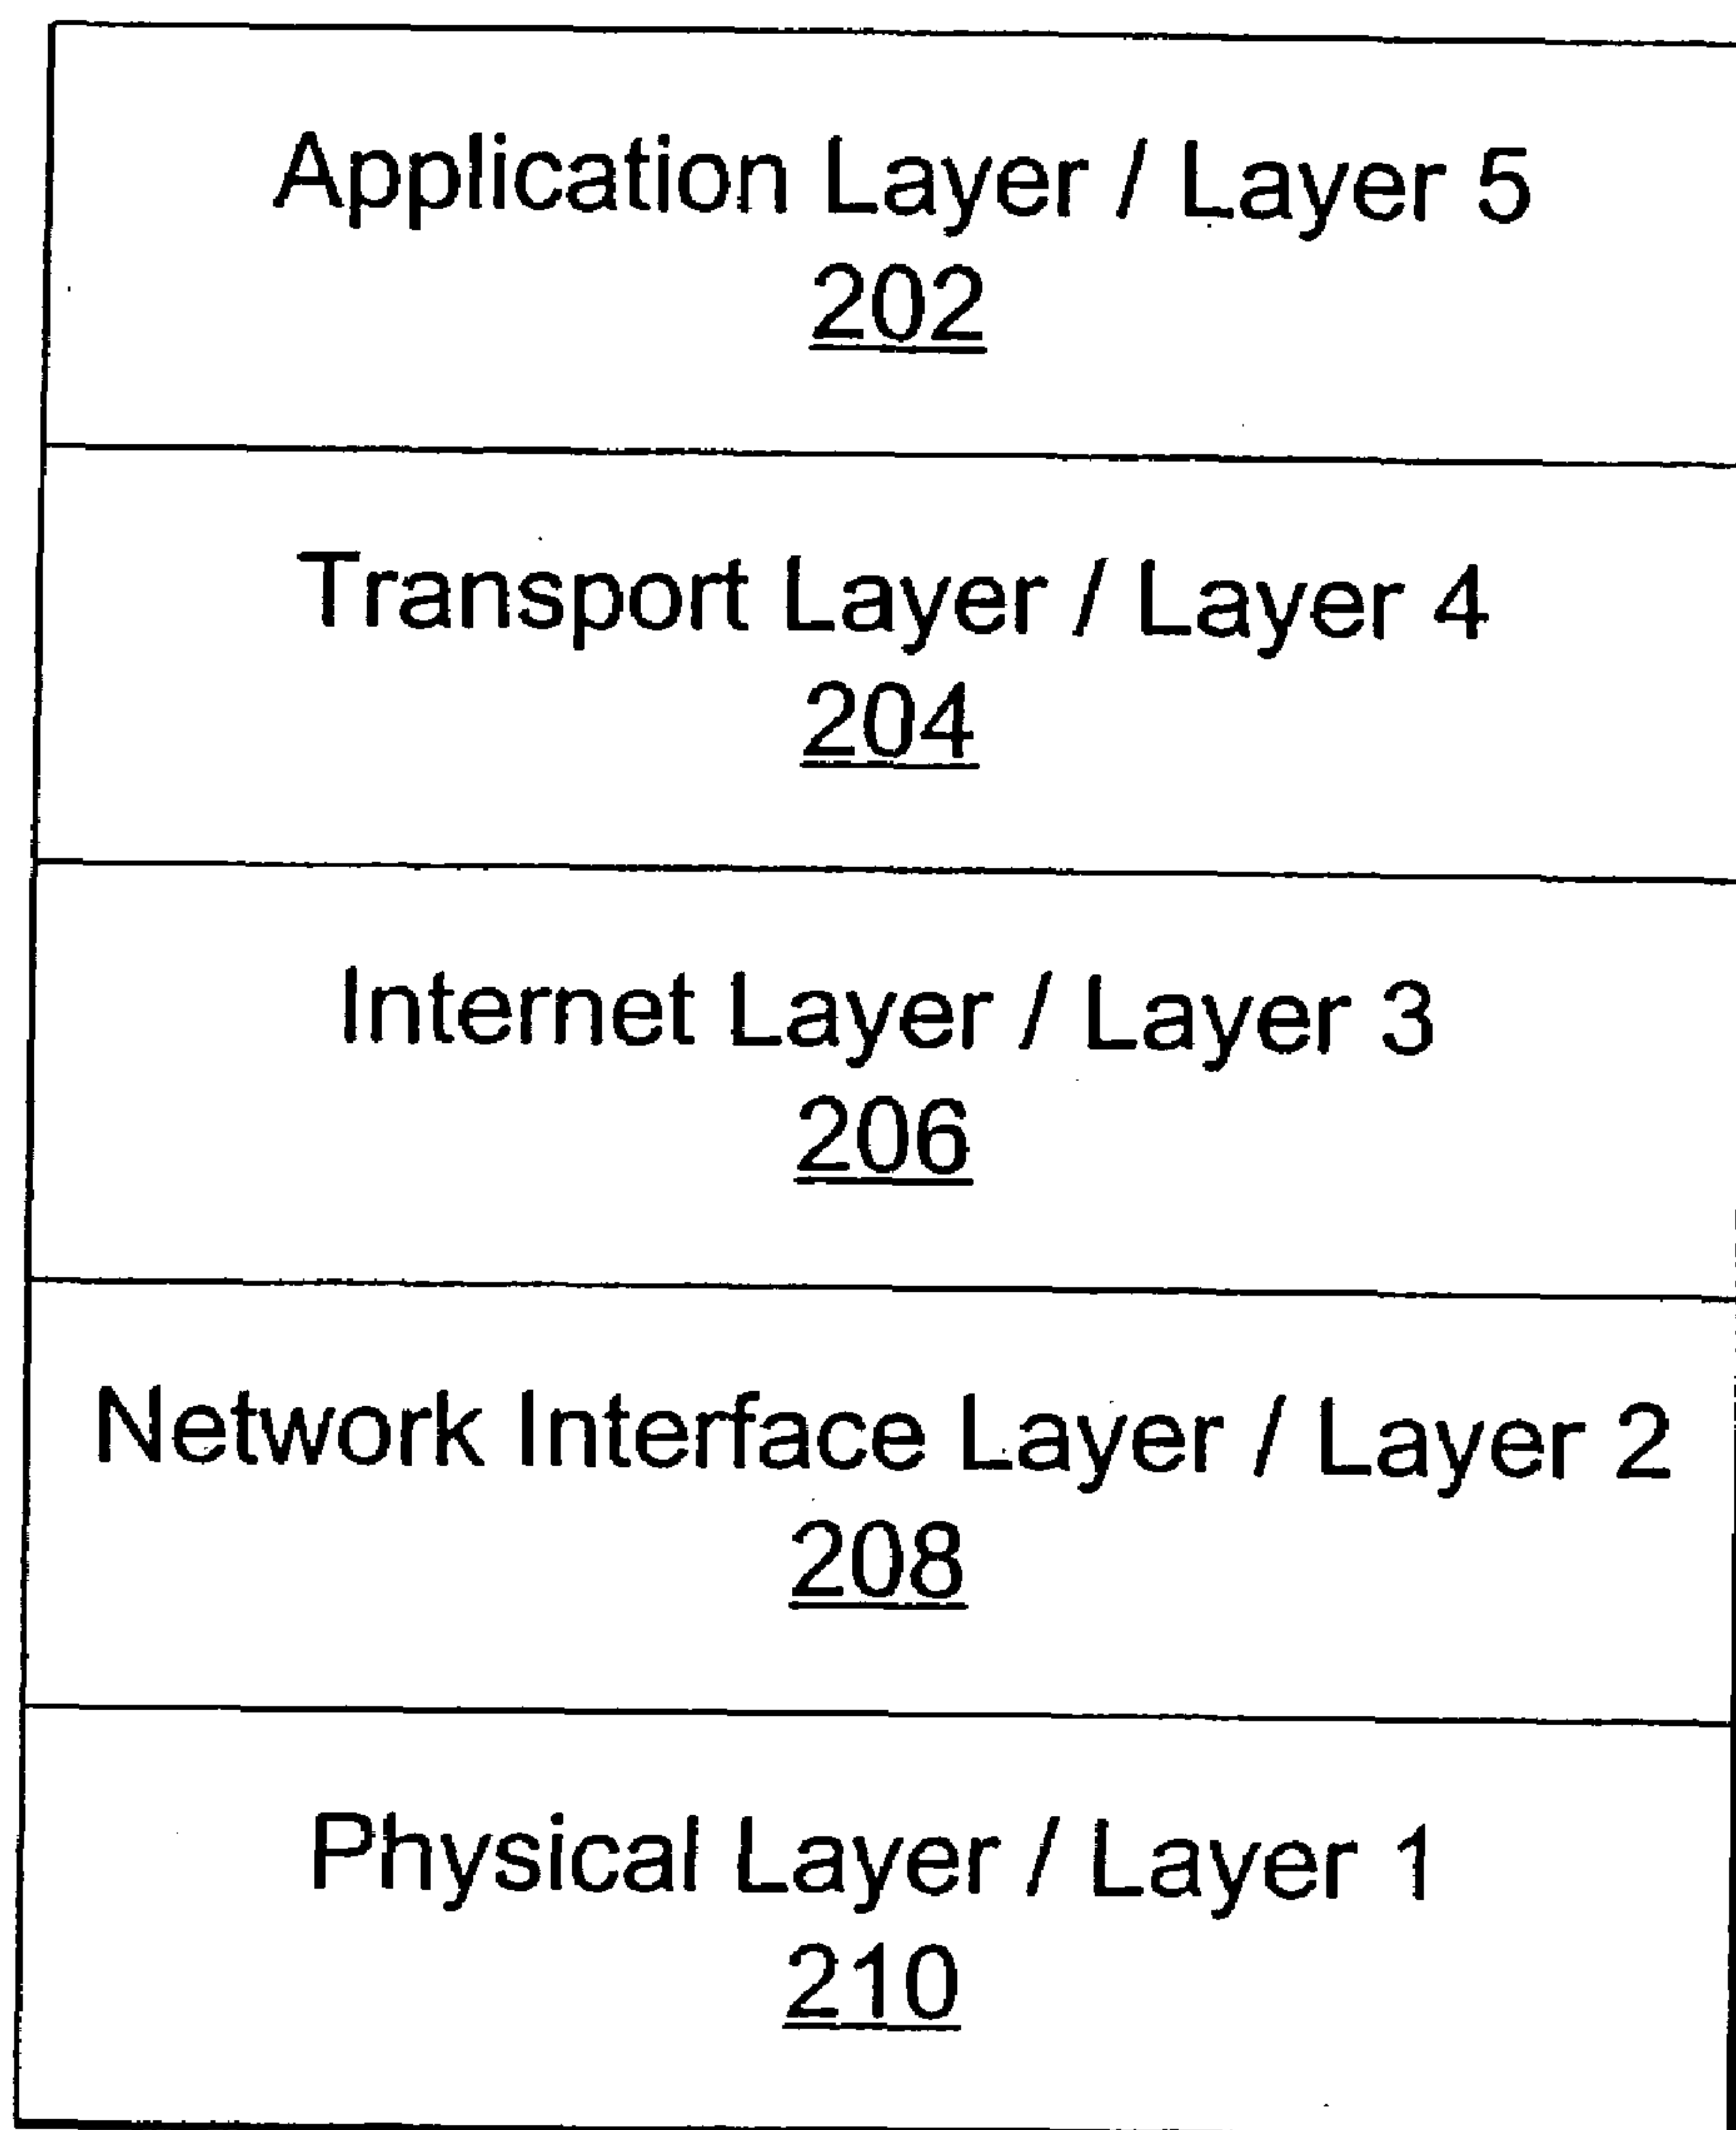 Application Layer / Layer 5
202
Transport Layer / Layer 4
204
Internet Layer / Layer 3
206
Network Interface Layer / Layer 2
208
Physical Layer / Layer 1
210